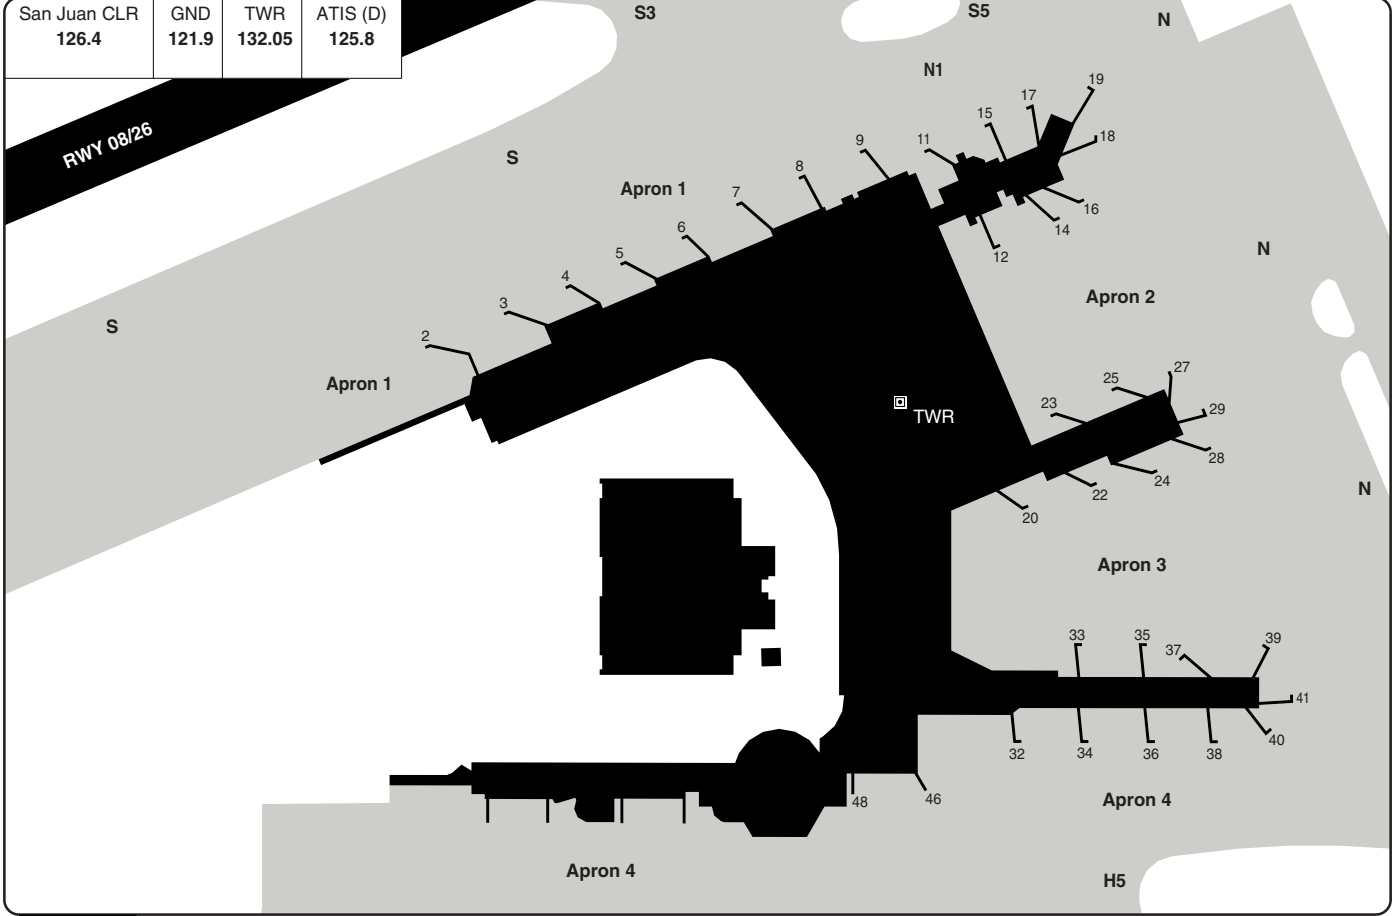 San Juan CLR GND TWR ATIS (D)
126.4 121.9 132.05 125.8
S3
S5
N
N1
RWY 08/26
19
17
15
18
S
11
9
8
Apron 1
7
16
14
6
N
5
12
4
Apron 2
3
S
2
27
Apron 1
25
23
29
TWR
28
24
N
22
20
Apron 3
33
35
39
37
41
40
32
34
36
38
48
46
Apron 4
Apron 4
H5